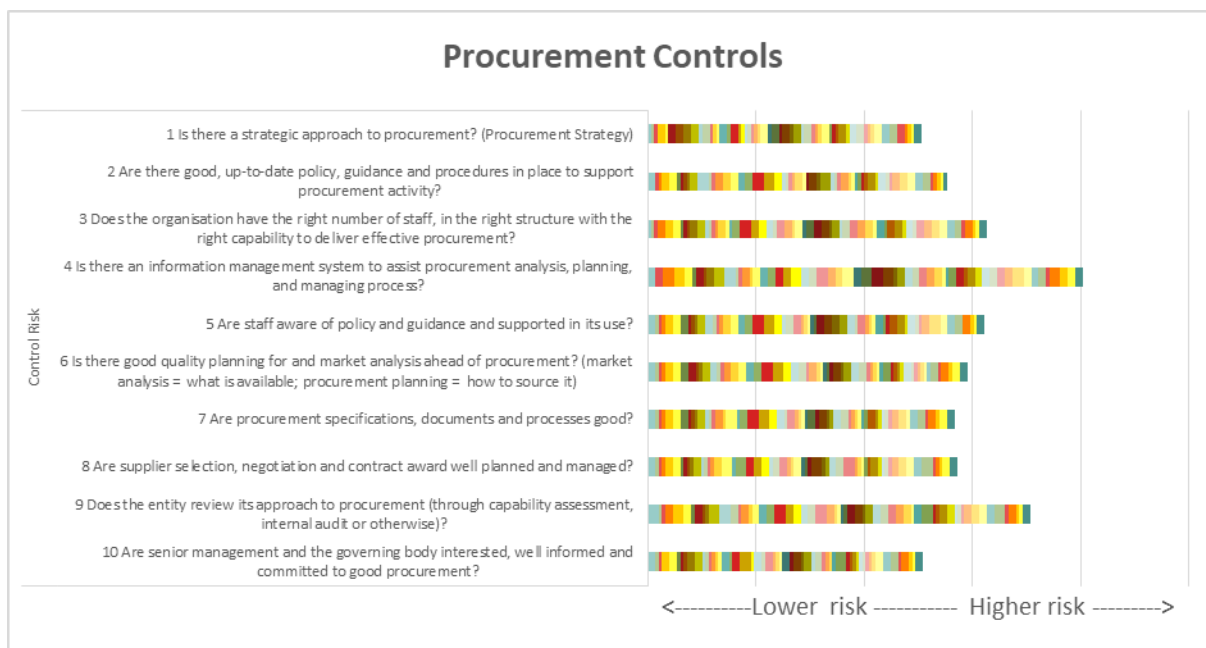 Procurement Controls
Control Risk
1 Is there a strategic approach to procurement? (Procurement Strategy)
2 Are there good, up-to-date policy, guidance and procedures in place to support
procurement activity?
3 Does the organisation have the right number of staff, in the right structure with the
right capability to deliver effective procurement?
4 Is there an information management system to assist procurement analysis, planning,
and managing process?
5 Are staff aware of policy and guidance and supported in its use?
6 Is there good quality planning for and market analysis ahead of procurement? (market
analysis = what is available; procurement planning = how to source it)
7 Are procurement specifications, documents and processes good?
8 Are supplier selection, negotiation and contract award well planned and managed?
9 Does the entity review its approach to procurement (through capability assessment,
internal audit or otherwise)?
10 Are senior management and the governing body interested, well informed and
committed to good procurement?
<----------Lower risk ---------- Higher risk --------->